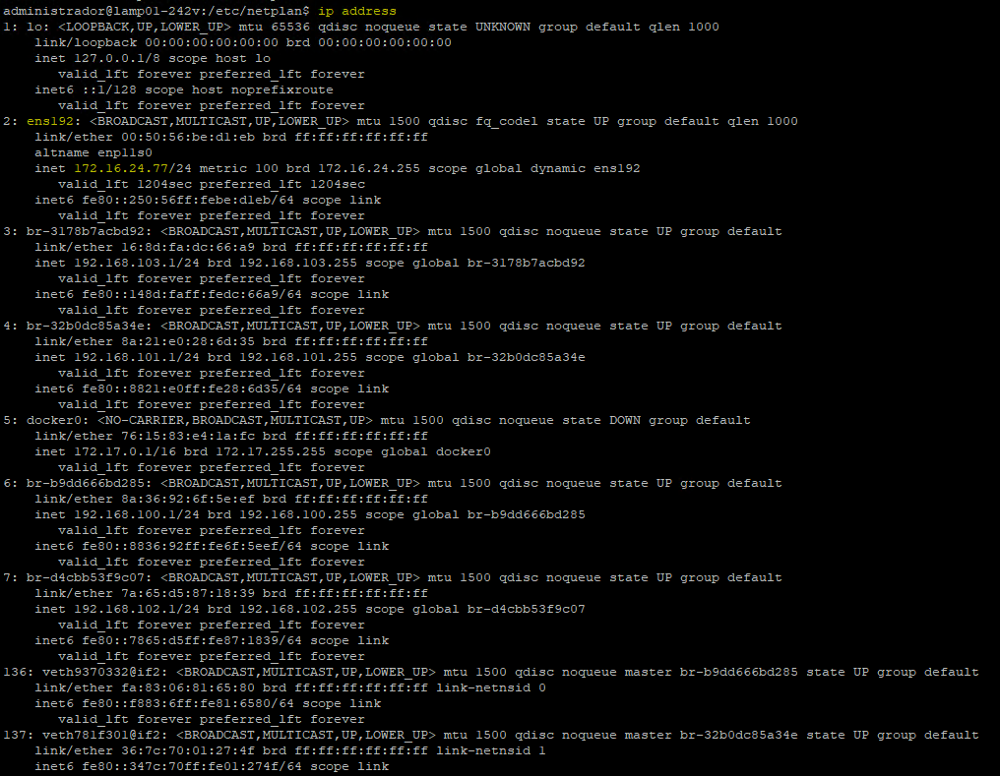 administrador@lamp01-242v:/etc/netplan$ ip address
1: lo: <LOOPBACK,UP,LOWER_UP> mtu 65536 qdisc noqueue state UNKNOWN group default qlen 1000
    link/loopback 00:00:00:00:00:00 brd 00:00:00:00:00:00
    inet 127.0.0.1/8 scope host lo
       valid_lft forever preferred_lft forever
    inet6 ::1/128 scope host noprefixroute
       valid_lft forever preferred_lft forever
2: ens192: <BROADCAST,MULTICAST,UP,LOWER_UP> mtu 1500 qdisc fq_codel state UP group default qlen 1000
    link/ether 00:50:56:be:d1:eb brd ff:ff:ff:ff:ff:ff
    altname enp11s0
    inet 172.16.24.77/24 metric 100 brd 172.16.24.255 scope global dynamic ens192
       valid_lft 1204sec preferred_lft 1204sec
    inet6 fe80::250:56ff:febe:d1eb/64 scope link
       valid_lft forever preferred_lft forever
3: br-3178b7acbd92: <BROADCAST,MULTICAST,UP,LOWER_UP> mtu 1500 qdisc noqueue state UP group default
    link/ether 16:8d:fa:dc:66:a9 brd ff:ff:ff:ff:ff:ff
    inet 192.168.103.1/24 brd 192.168.103.255 scope global br-3178b7acbd92
       valid_lft forever preferred_lft forever
    inet6 fe80::148d:faff:fedc:66a9/64 scope link
       valid_lft forever preferred_lft forever
4: br-32b0dc85a34e: <BROADCAST,MULTICAST,UP,LOWER_UP> mtu 1500 qdisc noqueue state UP group default
    link/ether 8a:21:e0:28:6d:35 brd ff:ff:ff:ff:ff:ff
    inet 192.168.101.1/24 brd 192.168.101.255 scope global br-32b0dc85a34e
       valid_lft forever preferred_lft forever
    inet6 fe80::8821:e0ff:fe28:6d35/64 scope link
       valid_lft forever preferred_lft forever
5: docker0: <NO-CARRIER,BROADCAST,MULTICAST,UP> mtu 1500 qdisc noqueue state DOWN group default
    link/ether 76:15:83:e4:1a:fc brd ff:ff:ff:ff:ff:ff
    inet 172.17.0.1/16 brd 172.17.255.255 scope global docker0
       valid_lft forever preferred_lft forever
6: br-b9dd666bd285: <BROADCAST,MULTICAST,UP,LOWER_UP> mtu 1500 qdisc noqueue state UP group default
    link/ether 8a:36:92:6f:5e:ef brd ff:ff:ff:ff:ff:ff
    inet 192.168.100.1/24 brd 192.168.100.255 scope global br-b9dd666bd285
       valid_lft forever preferred_lft forever
    inet6 fe80::8836:92ff:fe6f:5eef/64 scope link
       valid_lft forever preferred_lft forever
7: br-d4cbb53f9c07: <BROADCAST,MULTICAST,UP,LOWER_UP> mtu 1500 qdisc noqueue state UP group default
    link/ether 7a:65:d5:87:18:39 brd ff:ff:ff:ff:ff:ff
    inet 192.168.102.1/24 brd 192.168.102.255 scope global br-d4cbb53f9c07
       valid_lft forever preferred_lft forever
    inet6 fe80::7865:d5ff:fe87:1839/64 scope link
       valid_lft forever preferred_lft forever
136: veth9370332@if2: <BROADCAST,MULTICAST,UP,LOWER_UP> mtu 1500 qdisc noqueue master br-b9dd666bd285 state UP group default
    link/ether fa:83:06:81:65:80 brd ff:ff:ff:ff:ff:ff link-netnsid 0
    inet6 fe80::f883:6ff:fe81:6580/64 scope link
       valid_lft forever preferred_lft forever
137: veth781f301@if2: <BROADCAST,MULTICAST,UP,LOWER_UP> mtu 1500 qdisc noqueue master br-32b0dc85a34e state UP group default
    link/ether 36:7c:70:01:27:4f brd ff:ff:ff:ff:ff:ff link-netnsid 1
    inet6 fe80::347c:70ff:fe01:274f/64 scope link